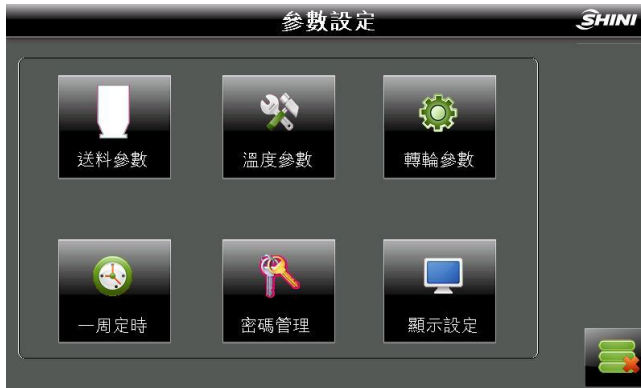 參數設定
SHINI
送料參數
溫度參數
轉輪參數
一周定時
密碼管理
顯示設定